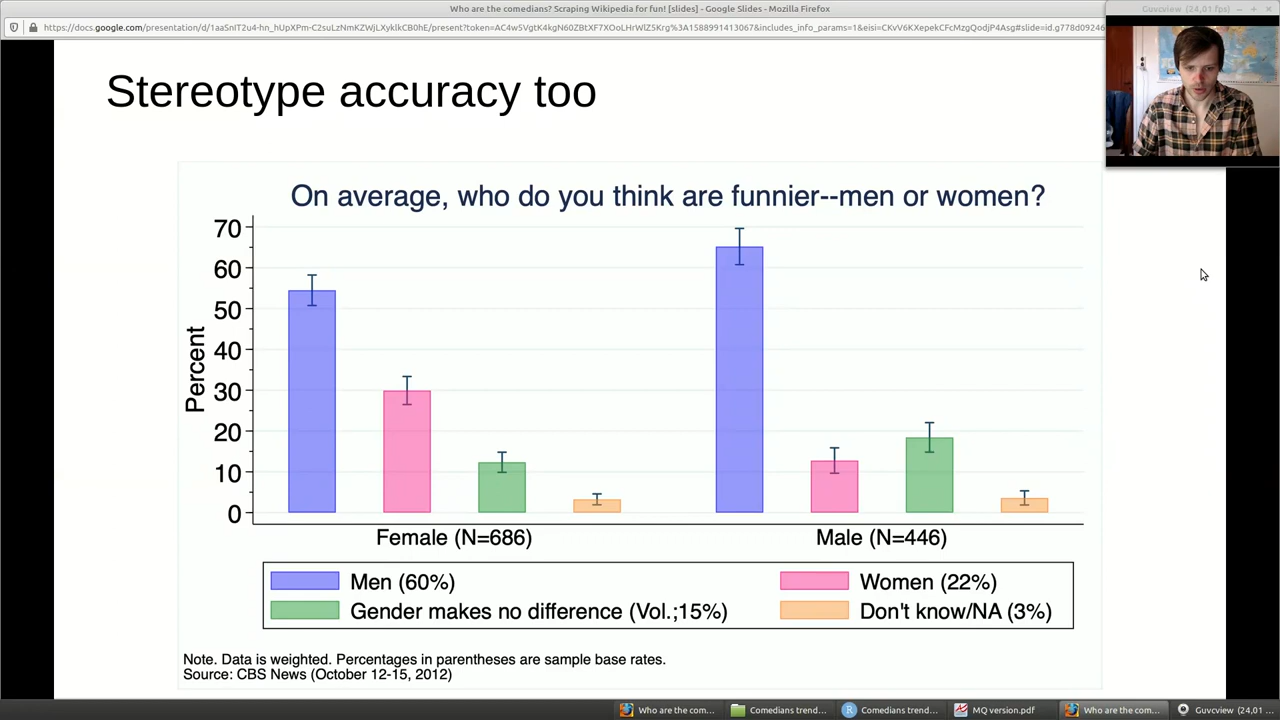 Who are the comedians? Scraping Wikipedia for fun! [slides] - Google Slides - Mozilla Firefox
Guvcview (24,01 fps)
Stereotype accuracy too
On average, who do you think are funnier--men or women?
Percent
70
60
50
40
30
20
10
0
Female (N=686)
Male (N=446)
Men (60%)
Women (22%)
Gender makes no difference (Vol.;15%)
Don't know/NA (3%)
Note. Data is weighted. Percentages in parentheses are sample base rates.
Source: CBS News (October 12-15, 2012)
Who are the com...
Comedians trend...
Comedians trend...
MQ version.pdf
Who are the com...
Guvcview (24,01 ...